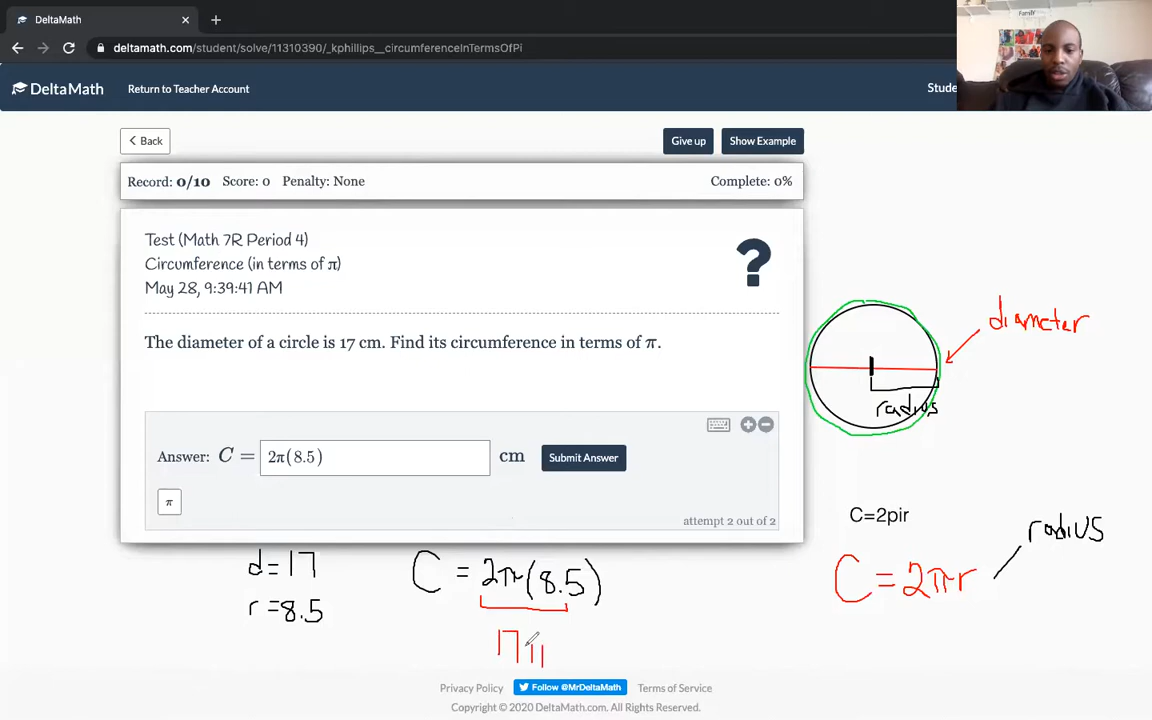 DeltaMath
deltamath.com/student/solve/11310390/_kphillips__circumferenceInTermsOfPi
DeltaMath
Return to Teacher Account
Stude
Family
Back
Give up
Show Example
Record: 0/10 Score: 0 Penalty: None
Complete: 0%
Test (Math 7R Period 4)
Circumference (in terms of π)
May 28, 9:39:41 AM
?
The diameter of a circle is 17 cm. Find its circumference in terms of π.
Answer: C = 2π(8.5) cm
Submit Answer
π
attempt 2 out of 2
diameter
radius
C=2pir
radius
C = 2πr
d = 17
r = 8.5
C = 2π(8.5)
17π
Privacy Policy
Follow @MrDeltaMath
Terms of Service
Copyright © 2020 DeltaMath.com. All Rights Reserved.